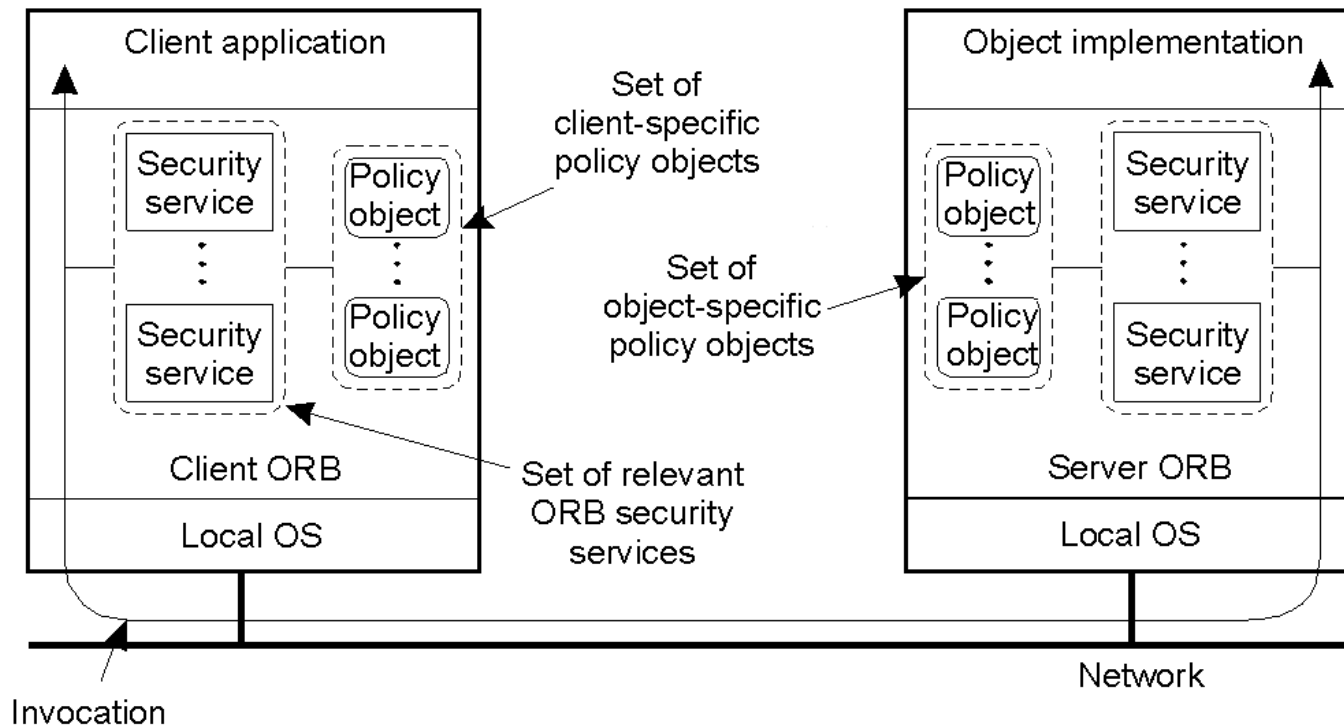 Client application
Object implementation
Set of
client-specific
policy objects
Security
service
Policy
object
Policy
object
Security
service
Set of
object-specific
policy objects
Security
service
Policy
object
Policy
object
Security
service
Client ORB
Set of relevant
ORB security
services
Server ORB
Local OS
Local OS
Network
Invocation